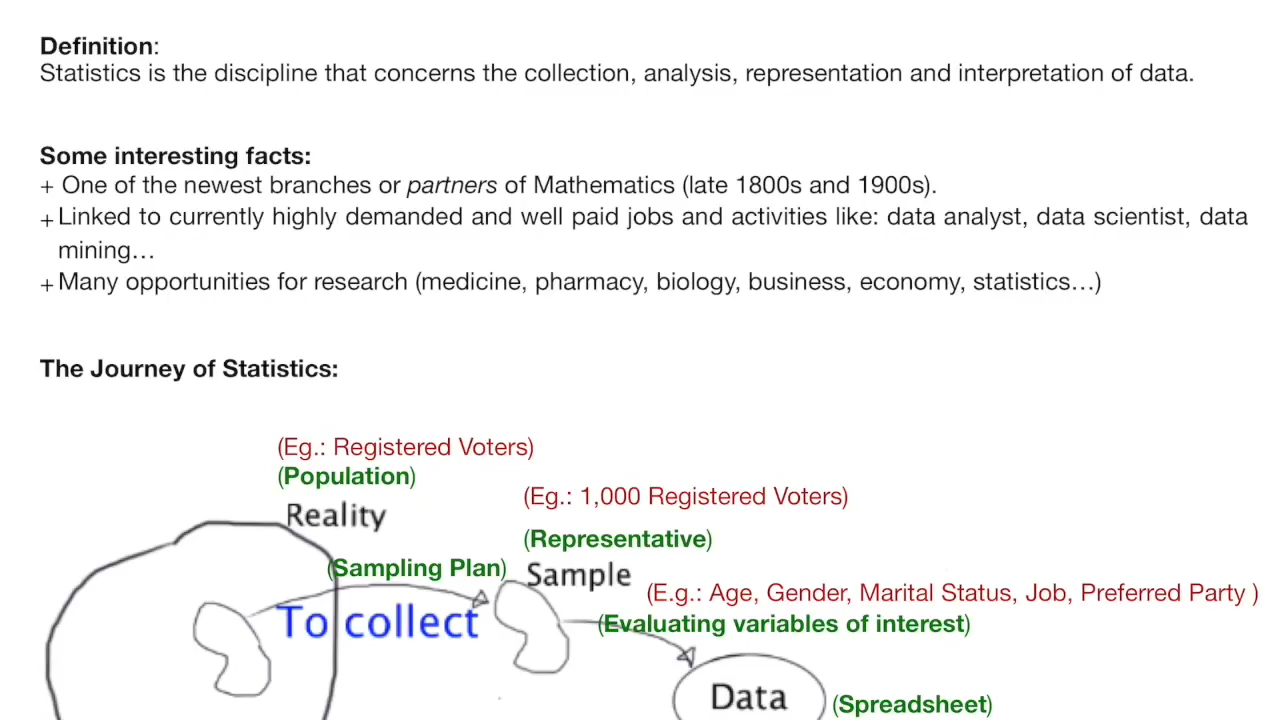 Definition:
Statistics is the discipline that concerns the collection, analysis, representation and interpretation of data.
Some interesting facts:
+ One of the newest branches or partners of Mathematics (late 1800s and 1900s).
+ Linked to currently highly demanded and well paid jobs and activities like: data analyst, data scientist, data
mining…
+ Many opportunities for research (medicine, pharmacy, biology, business, economy, statistics…)
The Journey of Statistics:
(Eg.: Registered Voters)
(Population)
Reality
(Eg.: 1,000 Registered Voters)
(Representative)
(Sampling Plan)
Sample
(E.g.: Age, Gender, Marital Status, Job, Preferred Party )
To collect
(Evaluating variables of interest)
Data
(Spreadsheet)